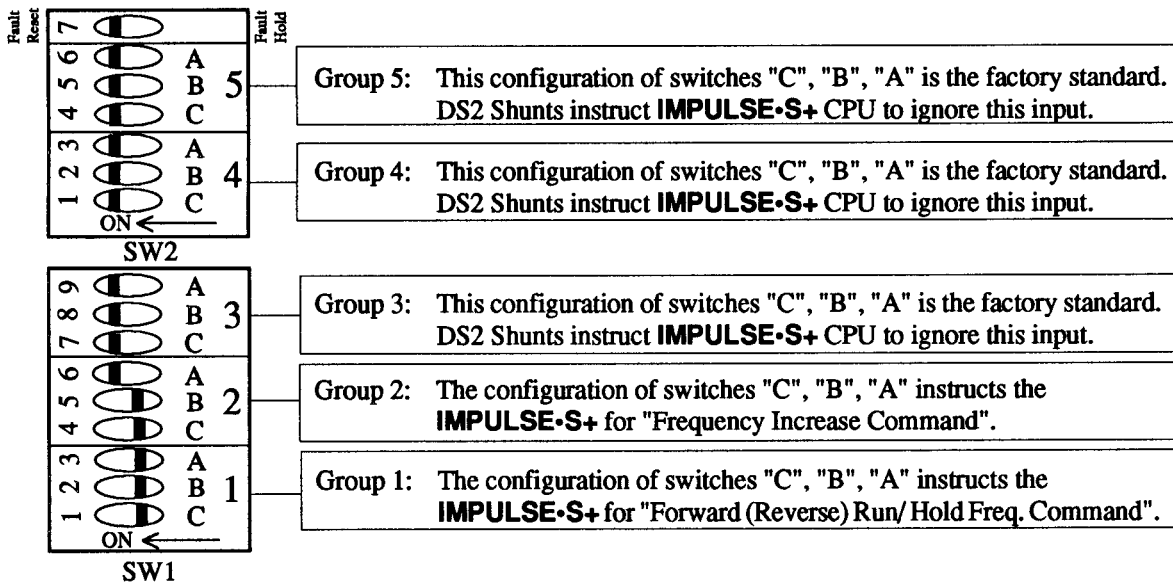 Fault
Reset
7
Fault
Hold
6 A
5 B 5
4 C
Group 5: This configuration of switches "C", "B", "A" is the factory standard.
DS2 Shunts instruct IMPULSE•S+ CPU to ignore this input.
3 A
2 B 4
1 C
Group 4: This configuration of switches "C", "B", "A" is the factory standard.
DS2 Shunts instruct IMPULSE•S+ CPU to ignore this input.
ON
SW2
9 A
8 B 3
7 C
Group 3: This configuration of switches "C", "B", "A" is the factory standard.
DS2 Shunts instruct IMPULSE•S+ CPU to ignore this input.
6 A
5 B 2
4 C
Group 2: The configuration of switches "C", "B", "A" instructs the
IMPULSE•S+ for "Frequency Increase Command".
3 A
2 B 1
1 C
Group 1: The configuration of switches "C", "B", "A" instructs the
IMPULSE•S+ for "Forward (Reverse) Run/ Hold Freq. Command".
ON
SW1